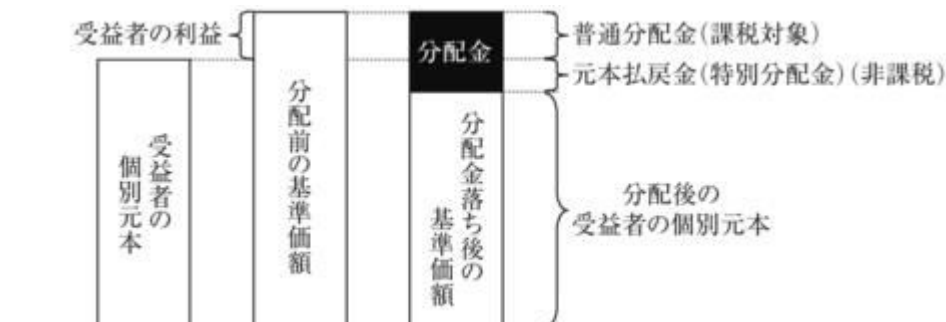 受益者の利益
分配金
普通分配金(課税対象)
元本払戻金(特別分配金)(非課税)
受益者の
個別元本
分配前の基準価額
分配金落ち後の
基準価額
分配後の
受益者の個別元本